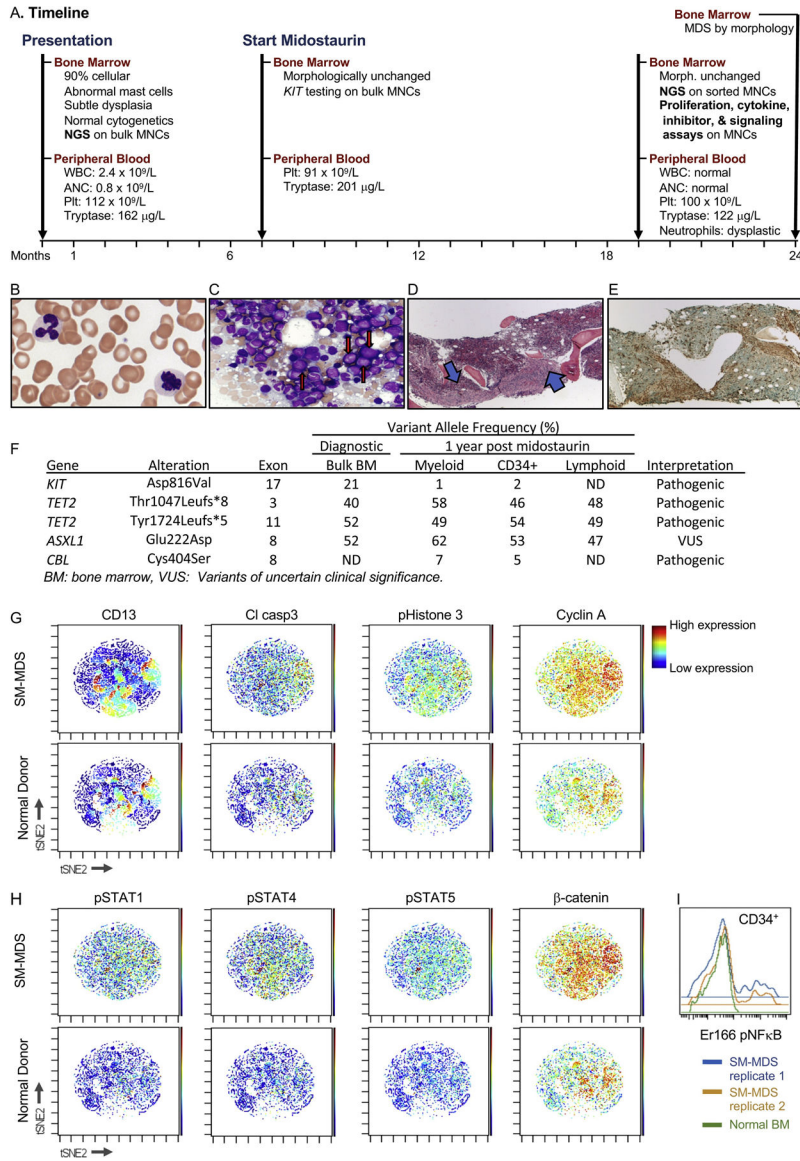 A. Timeline
Presentation
Bone Marrow
90% cellular
Abnormal mast cells
Subtle dysplasia
Normal cytogenetics
NGS on bulk MNCs
Peripheral Blood
WBC: 2.4 x 10⁹/L
ANC: 0.8 x 10⁹/L
Plt: 112 x 10⁹/L
Tryptase: 162 µg/L
Start Midostaurin
Bone Marrow
Morphologically unchanged
KIT testing on bulk MNCs
Peripheral Blood
Plt: 91 x 10⁹/L
Tryptase: 201 µg/L
Bone Marrow
Morph. unchanged
NGS on sorted MNCs
Proliferation, cytokine,
inhibitor, & signaling
assays on MNCs
Peripheral Blood
WBC: normal
ANC: normal
Plt: 100 x 10⁹/L
Tryptase: 122 µg/L
Neutrophils: dysplastic
Bone Marrow
MDS by morphology
Months 1 6 12 18 24
B C D E
F
Variant Allele Frequency (%)
Diagnostic 1 year post midostaurin
Gene Alteration Exon Bulk BM Myeloid CD34+ Lymphoid Interpretation
KIT Asp816Val 17 21 1 2 ND Pathogenic
TET2 Thr1047Leufs*8 3 40 58 46 48 Pathogenic
TET2 Tyr1724Leufs*5 11 52 49 54 49 Pathogenic
ASXL1 Glu222Asp 8 52 62 53 47 VUS
CBL Cys404Ser 8 ND 7 5 ND Pathogenic
BM: bone marrow, VUS: Variants of uncertain clinical significance.
G CD13 Cl casp3 pHistone 3 Cyclin A
High expression
Low expression
SM-MDS
Normal Donor
tSNE2
tSNE2
H pSTAT1 pSTAT4 pSTAT5 β-catenin
SM-MDS
Normal Donor
tSNE2
tSNE2
I
CD34⁺
Er166 pNFκB
SM-MDS
replicate 1
SM-MDS
replicate 2
Normal BM